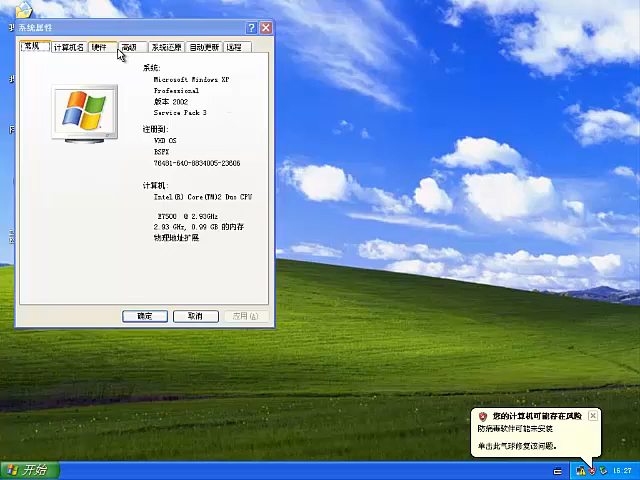 系统属性
常规 计算机名 硬件 高级 系统还原 自动更新 远程
系统:
Microsoft Windows XP
Professional
版本 2002
Service Pack 3
注册到:
VHD OS
BSPX
76481-640-8834005-23606
计算机:
Intel(R) Core(TM)2 Duo CPU
E7500 @ 2.93GHz
2.93 GHz, 0.99 GB 的内存
物理地址扩展
确定 取消 应用(A)
您的计算机可能存在风险
防病毒软件可能未安装
单击此气球修复该问题。
开始
15:27